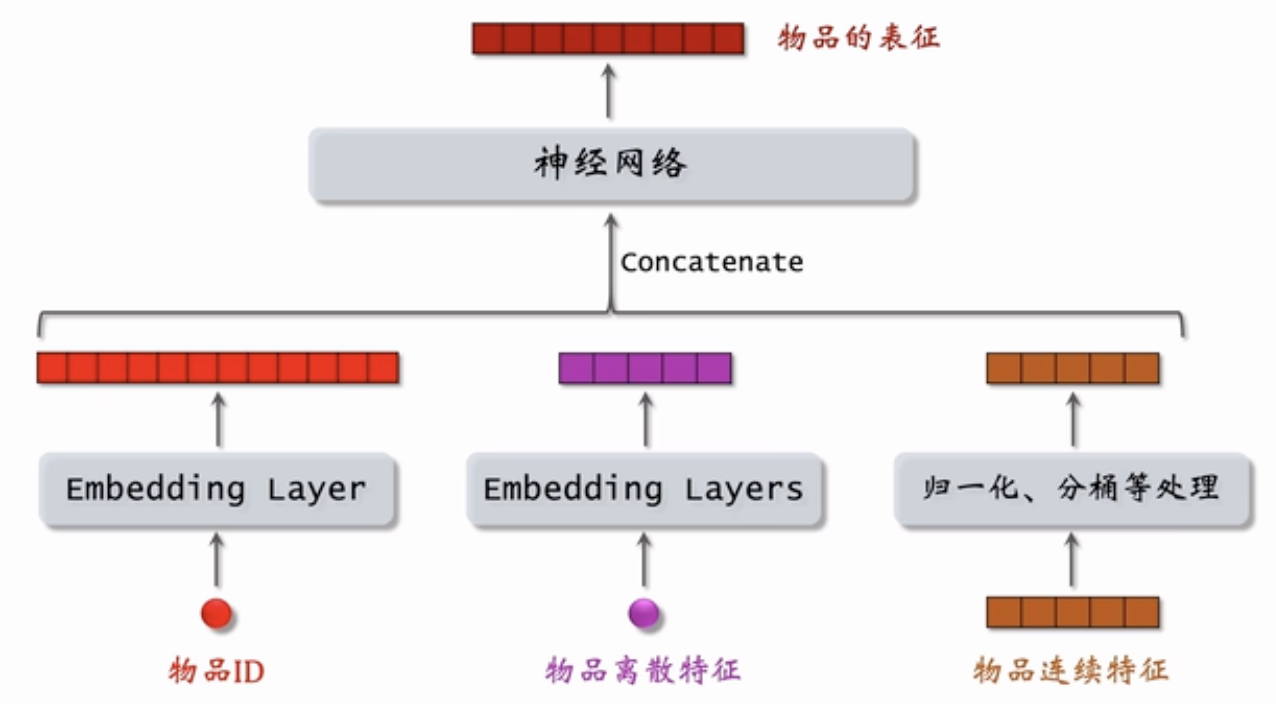 物品的表征
神经网络
Concatenate
Embedding Layer
Embedding Layers
归一化、分桶等处理
物品ID
物品离散特征
物品连续特征